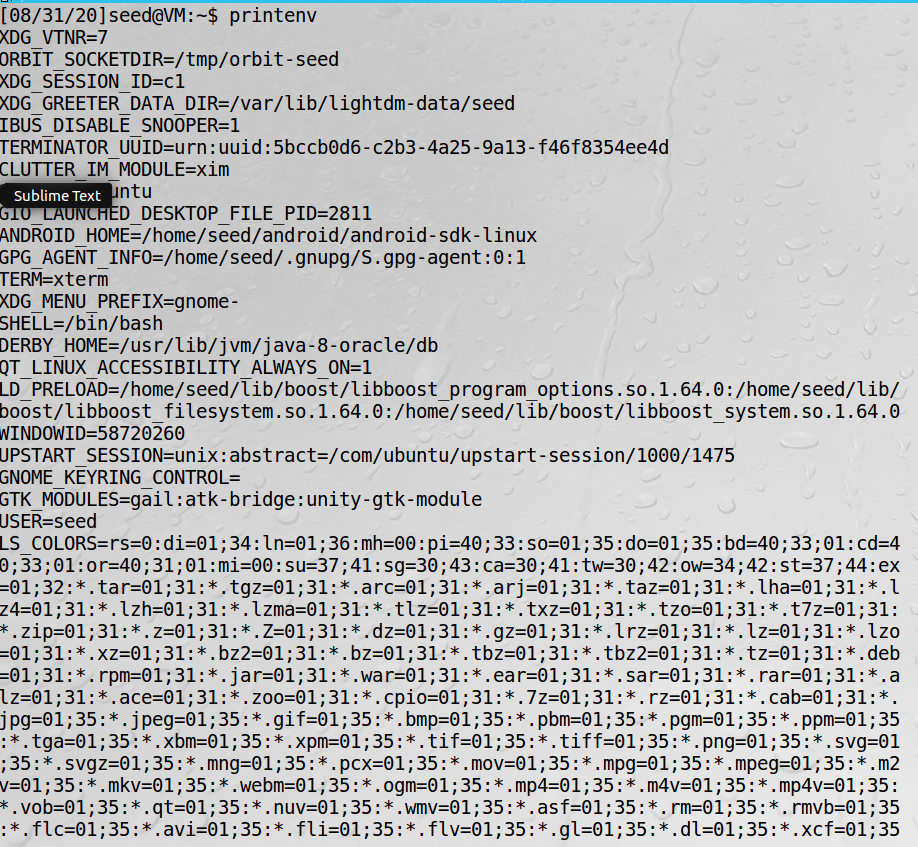 [08/31/20]seed@VM:~$ printenv
XDG_VTNR=7
ORBIT_SOCKETDIR=/tmp/orbit-seed
XDG_SESSION_ID=c1
XDG_GREETER_DATA_DIR=/var/lib/lightdm-data/seed
IBUS_DISABLE_SNOOPER=1
TERMINATOR_UUID=urn:uuid:5bccb0d6-c2b3-4a25-9a13-f46f8354ee4d
CLUTTER_IM_MODULE=xim
Sublime Text untu
GIO_LAUNCHED_DESKTOP_FILE_PID=2811
ANDROID_HOME=/home/seed/android/android-sdk-linux
GPG_AGENT_INFO=/home/seed/.gnupg/S.gpg-agent:0:1
TERM=xterm
XDG_MENU_PREFIX=gnome-
SHELL=/bin/bash
DERBY_HOME=/usr/lib/jvm/java-8-oracle/db
QT_LINUX_ACCESSIBILITY_ALWAYS_ON=1
LD_PRELOAD=/home/seed/lib/boost/libboost_program_options.so.1.64.0:/home/seed/lib/
boost/libboost_filesystem.so.1.64.0:/home/seed/lib/boost/libboost_system.so.1.64.0
WINDOWID=58720260
UPSTART_SESSION=unix:abstract=/com/ubuntu/upstart-session/1000/1475
GNOME_KEYRING_CONTROL=
GTK_MODULES=gail:atk-bridge:unity-gtk-module
USER=seed
LS_COLORS=rs=0:di=01;34:ln=01;36:mh=00:pi=40;33:so=01;35:do=01;35:bd=40;33;01:cd=4
0;33;01:or=40;31;01:mi=00:su=37;41:sg=30;43:ca=30;41:tw=30;42:ow=34;42:st=37;44:ex
=01;32:*.tar=01;31:*.tgz=01;31:*.arc=01;31:*.arj=01;31:*.taz=01;31:*.lha=01;31:*.l
z4=01;31:*.lzh=01;31:*.lzma=01;31:*.tlz=01;31:*.txz=01;31:*.tzo=01;31:*.t7z=01;31:
*.zip=01;31:*.z=01;31:*.Z=01;31:*.dz=01;31:*.gz=01;31:*.lrz=01;31:*.lz=01;31:*.lzo
=01;31:*.xz=01;31:*.bz2=01;31:*.bz=01;31:*.tbz=01;31:*.tbz2=01;31:*.tz=01;31:*.deb
=01;31:*.rpm=01;31:*.jar=01;31:*.war=01;31:*.ear=01;31:*.sar=01;31:*.rar=01;31:*.a
lz=01;31:*.ace=01;31:*.zoo=01;31:*.cpio=01;31:*.7z=01;31:*.rz=01;31:*.cab=01;31:*.
jpg=01;35:*.jpeg=01;35:*.gif=01;35:*.bmp=01;35:*.pbm=01;35:*.pgm=01;35:*.ppm=01;35
:*.tga=01;35:*.xbm=01;35:*.xpm=01;35:*.tif=01;35:*.tiff=01;35:*.png=01;35:*.svg=01
;35:*.svgz=01;35:*.mng=01;35:*.pcx=01;35:*.mov=01;35:*.mpg=01;35:*.mpeg=01;35:*.m2
v=01;35:*.mkv=01;35:*.webm=01;35:*.ogm=01;35:*.mp4=01;35:*.m4v=01;35:*.mp4v=01;35:
*.vob=01;35:*.qt=01;35:*.nuv=01;35:*.wmv=01;35:*.asf=01;35:*.rm=01;35:*.rmvb=01;35
:*.flc=01;35:*.avi=01;35:*.fli=01;35:*.flv=01;35:*.gl=01;35:*.dl=01;35:*.xcf=01;35